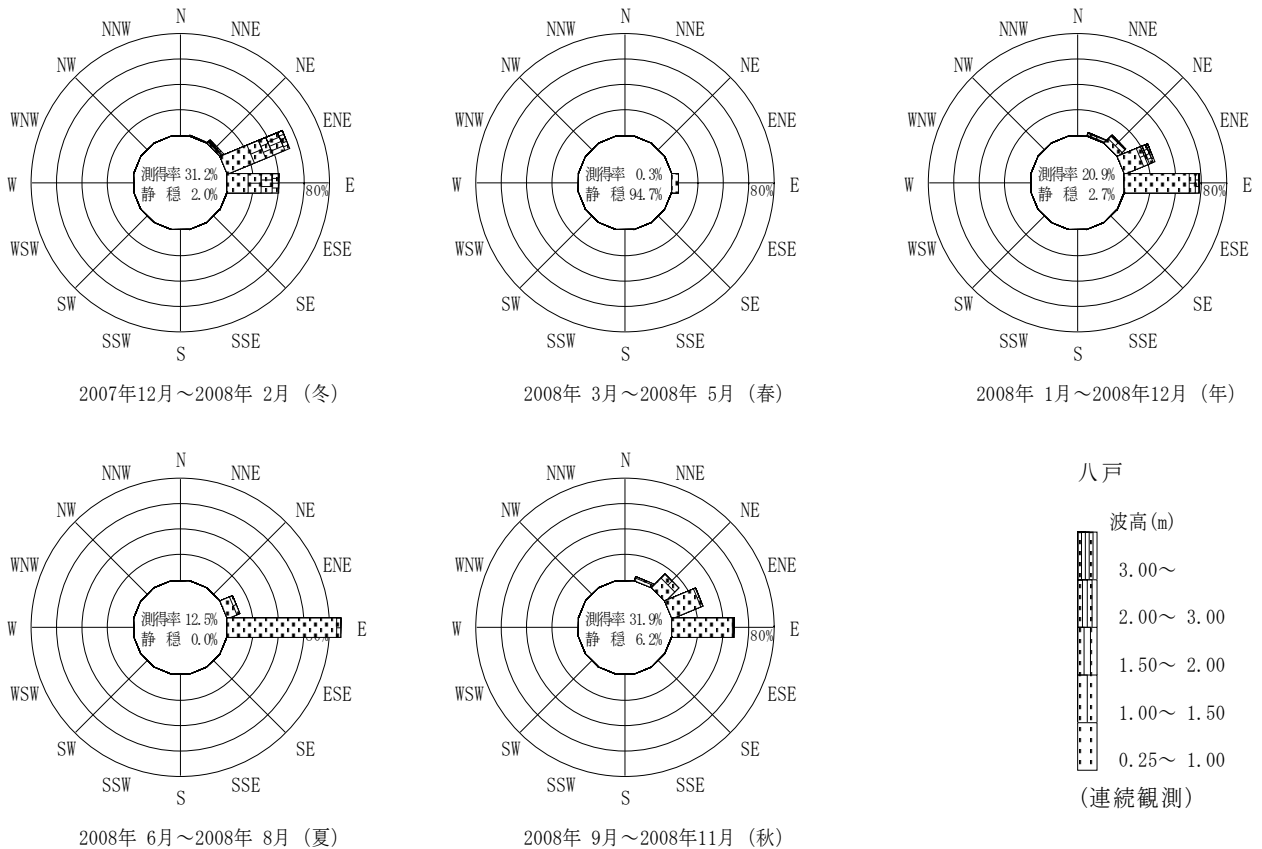 N
NNW NNE
NW NE
WNW ENE
測得率 31.2%
W 静 穏 2.0% 80% E
WSW ESE
SW SE
SSW SSE
S
2007年12月～2008年 2月 (冬)
N
NNW NNE
NW NE
WNW ENE
測得率 0.3%
W 静 穏 94.7% 80% E
WSW ESE
SW SE
SSW SSE
S
2008年 3月～2008年 5月 (春)
N
NNW NNE
NW NE
WNW ENE
測得率 20.9%
W 静 穏 2.7% 80% E
WSW ESE
SW SE
SSW SSE
S
2008年 1月～2008年12月 (年)
N
NNW NNE
NW NE
WNW ENE
測得率 12.5%
W 静 穏 0.0% 80% E
WSW ESE
SW SE
SSW SSE
S
2008年 6月～2008年 8月 (夏)
N
NNW NNE
NW NE
WNW ENE
測得率 31.9%
W 静 穏 6.2% 80% E
WSW ESE
SW SE
SSW SSE
S
2008年 9月～2008年11月 (秋)
八戸
波高(m)
3.00～
2.00～ 3.00
1.50～ 2.00
1.00～ 1.50
0.25～ 1.00
(連続観測)